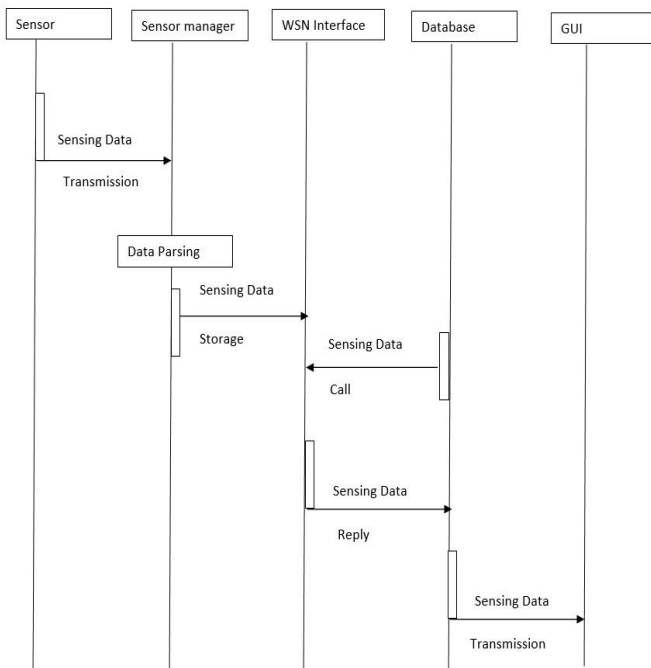 Sensor
Sensor manager
WSN Interface
Database
GUI
Sensing Data
Transmission
Data Parsing
Sensing Data
Storage
Sensing Data
Call
Sensing Data
Reply
Sensing Data
Transmission